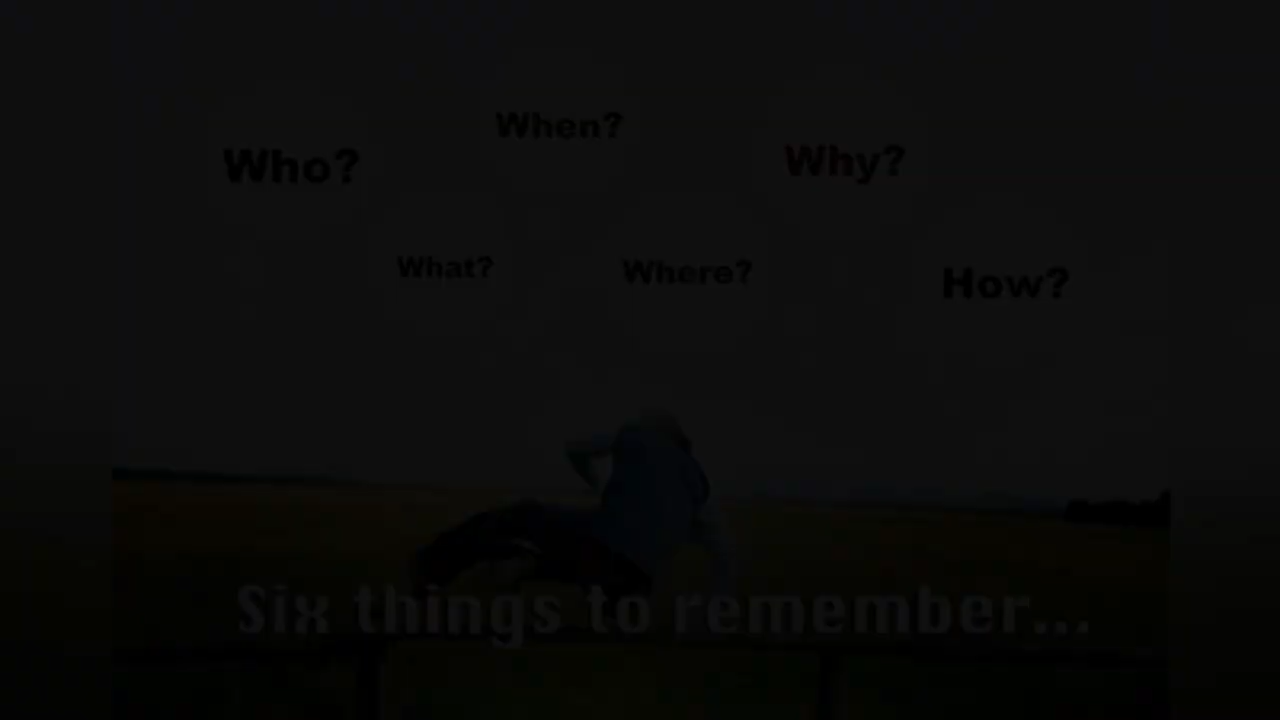 Who?
When?
Why?
What?
Where?
How?
Six things to remember...